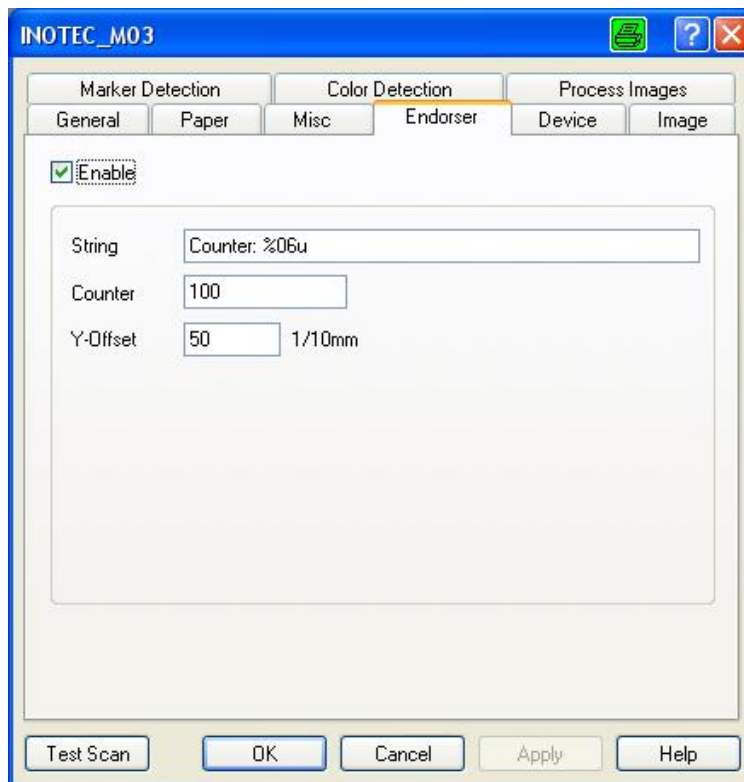 INOTEC_M03
Marker Detection Color Detection Process Images
General Paper Misc Endorser Device Image
Enable
String Counter: %06u
Counter 100
Y-Offset 50 1/10mm
Test Scan OK Cancel Apply Help